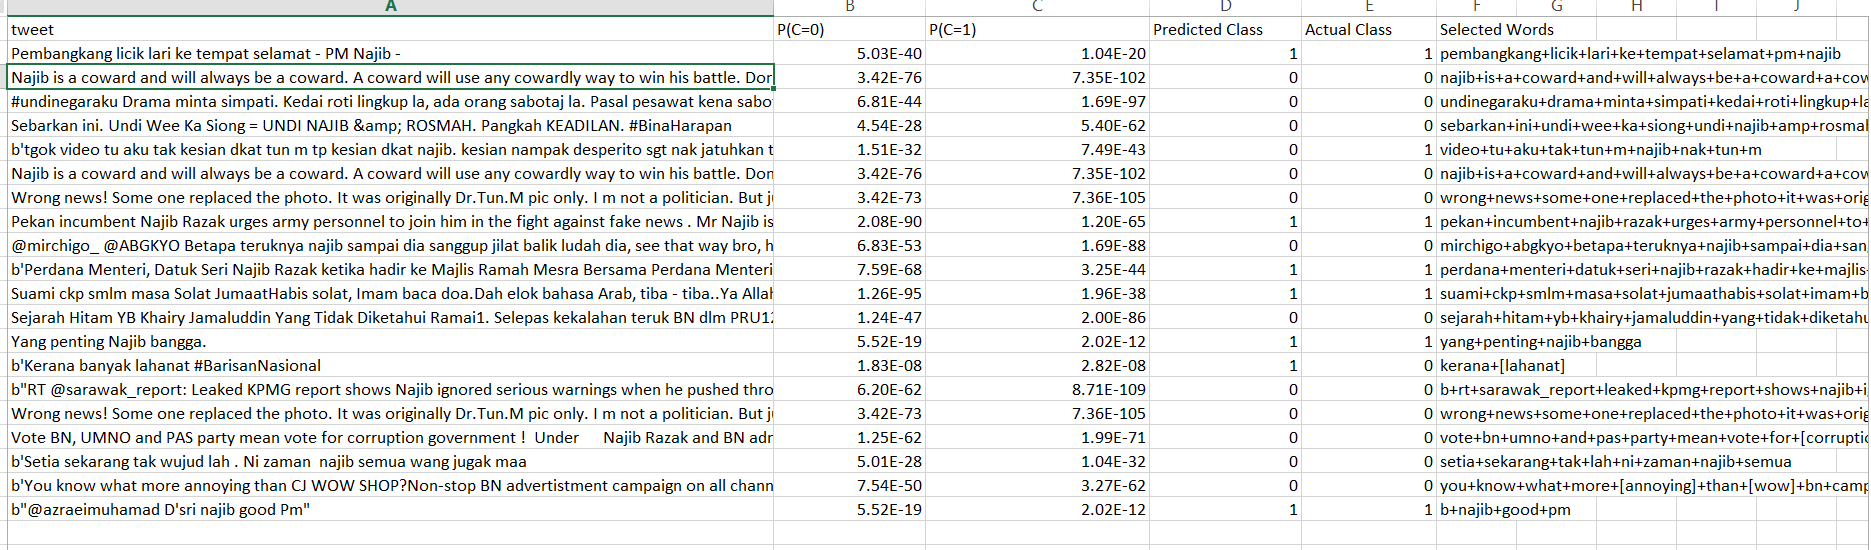 A B C D E F G H I J
tweet P(C=0) P(C=1) Predicted Class Actual Class Selected Words
Pembangkang licik lari ke tempat selamat - PM Najib - 5.03E-40 1.04E-20 1 1 pembangkang+licik+lari+ke+tempat+selamat+pm+najib
Najib is a coward and will always be a coward. A coward will use any cowardly way to win his battle. Don 3.42E-76 7.35E-102 0 0 najib+is+a+coward+and+will+always+be+a+coward+a+cow
#undinegaraku Drama minta simpati. Kedai roti lingkup la, ada orang sabotaj la. Pasal pesawat kena sabo 6.81E-44 1.69E-97 0 0 undinegaraku+drama+minta+simpati+kedai+roti+lingkup+la
Sebarkan ini. Undi Wee Ka Siong = UNDI NAJIB &amp; ROSMAH. Pangkah KEADILAN. #BinaHarapan 4.54E-28 5.40E-62 0 0 sebarkan+ini+undi+wee+ka+siong+undi+najib+amp+rosmal
b'tgok video tu aku tak kesian dkat tun m tp kesian dkat najib. kesian nampak desperito sgt nak jatuhkan t 1.51E-32 7.49E-43 0 1 video+tu+aku+tak+tun+m+najib+nak+tun+m
Najib is a coward and will always be a coward. A coward will use any cowardly way to win his battle. Don 3.42E-76 7.35E-102 0 0 najib+is+a+coward+and+will+always+be+a+coward+a+cow
Wrong news! Some one replaced the photo. It was originally Dr.Tun.M pic only. I m not a politician. But j 3.42E-73 7.36E-105 0 0 wrong+news+some+one+replaced+the+photo+it+was+orig
Pekan incumbent Najib Razak urges army personnel to join him in the fight against fake news . Mr Najib is 2.08E-90 1.20E-65 1 1 pekan+incumbent+najib+razak+urges+army+personnel+to+
@mirchigo_ @ABGKYO Betapa teruknya najib sampai dia sanggup jilat balik ludah dia, see that way bro, h 6.83E-53 1.69E-88 0 0 mirchigo+abgkyo+betapa+teruknya+najib+sampai+dia+san
b'Perdana Menteri, Datuk Seri Najib Razak ketika hadir ke Majlis Ramah Mesra Bersama Perdana Menteri 7.59E-68 3.25E-44 1 1 perdana+menteri+datuk+seri+najib+razak+hadir+ke+majlis+
Suami ckp smlm masa Solat JumaatHabis solat, Imam baca doa.Dah elok bahasa Arab, tiba - tiba..Ya Allah 1.26E-95 1.96E-38 1 1 suami+ckp+smlm+masa+solat+jumaathabis+solat+imam+b
Sejarah Hitam YB Khairy Jamaluddin Yang Tidak Diketahui Ramai1. Selepas kekalahan teruk BN dlm PRU12 1.24E-47 2.00E-86 0 0 sejarah+hitam+yb+khairy+jamaluddin+yang+tidak+diketahu
Yang penting Najib bangga. 5.52E-19 2.02E-12 1 1 yang+penting+najib+bangga
b'Kerana banyak lahanat #BarisanNasional 1.83E-08 2.82E-08 1 0 kerana+[lahanat]
b"RT @sarawak_report: Leaked KPMG report shows Najib ignored serious warnings when he pushed thro 6.20E-62 8.71E-109 0 0 b+rt+sarawak_report+leaked+kpmg+report+shows+najib+i
Wrong news! Some one replaced the photo. It was originally Dr.Tun.M pic only. I m not a politician. But j 3.42E-73 7.36E-105 0 0 wrong+news+some+one+replaced+the+photo+it+was+orig
Vote BN, UMNO and PAS party mean vote for corruption government ! Under Najib Razak and BN adm 1.25E-62 1.99E-71 0 0 vote+bn+umno+and+pas+party+mean+vote+for+[corruptio
b'Setia sekarang tak wujud lah . Ni zaman najib semua wang jugak maa 5.01E-28 1.04E-32 0 0 setia+sekarang+tak+lah+ni+zaman+najib+semua
b'You know what more annoying than CJ WOW SHOP?Non-stop BN advertistment campaign on all chann 7.54E-50 3.27E-62 0 0 you+know+what+more+[annoying]+than+[wow]+bn+camp
b"@azraeimuhamad D'sri najib good Pm" 5.52E-19 2.02E-12 1 1 b+najib+good+pm